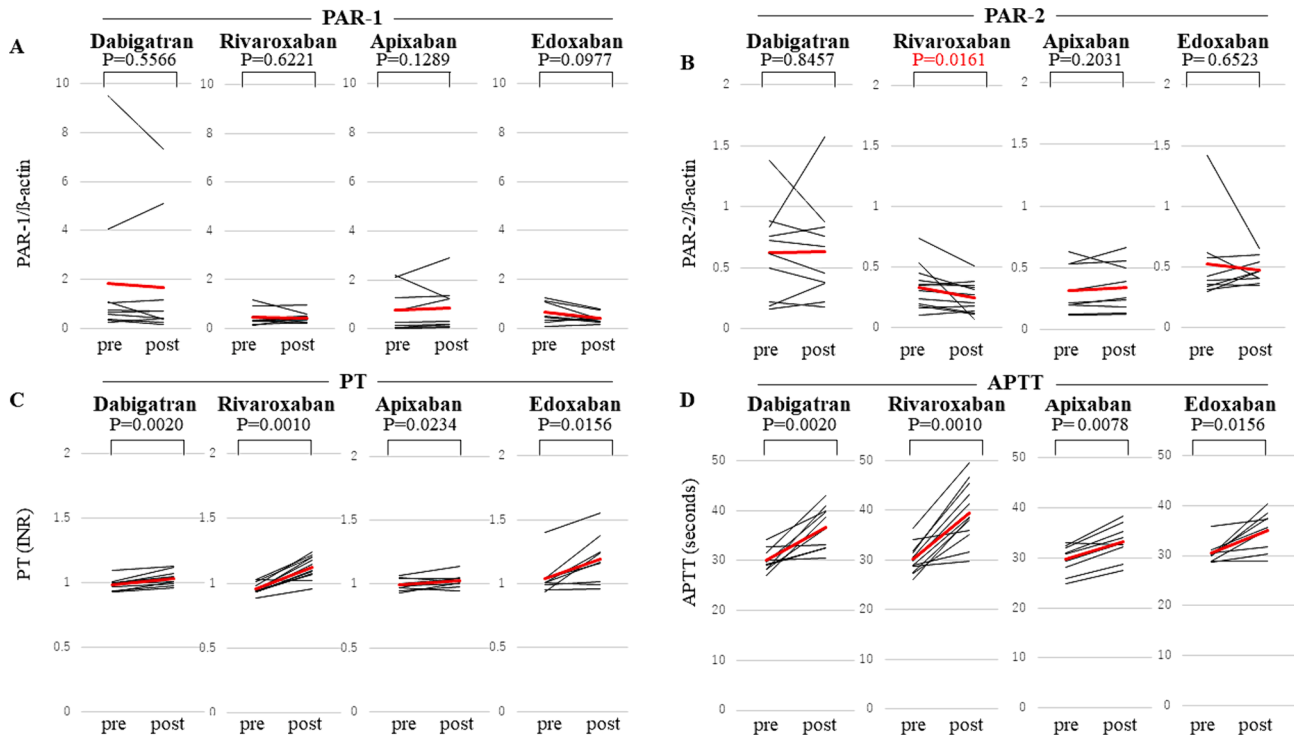 PAR-1
A
Dabigatran Rivaroxaban Apixaban Edoxaban
P=0.5566 P=0.6221 P=0.1289 P=0.0977
10 10 10 10
8 8 8 8
6 6 6 6
4 4 4 4
2 2 2 2
0 0 0 0
PAR-1/ß-actin
pre post pre post pre post pre post
PAR-2
B
Dabigatran Rivaroxaban Apixaban Edoxaban
P=0.8457 P=0.0161 P=0.2031 P=0.6523
2 2 2 2
1.5 1.5 1.5 1.5
1 1 1 1
0.5 0.5 0.5 0.5
0 0 0 0
PAR-2/ß-actin
pre post pre post pre post pre post
PT
C
Dabigatran Rivaroxaban Apixaban Edoxaban
P=0.0020 P=0.0010 P=0.0234 P=0.0156
2 2 2 2
1.5 1.5 1.5 1.5
1 1 1 1
0.5 0.5 0.5 0.5
0 0 0 0
PT (INR)
pre post pre post pre post pre post
APTT
D
Dabigatran Rivaroxaban Apixaban Edoxaban
P=0.0020 P=0.0010 P=0.0078 P=0.0156
50 50 50 50
40 40 40 40
30 30 30 30
20 20 20 20
10 10 10 10
0 0 0 0
APTT (seconds)
pre post pre post pre post pre post